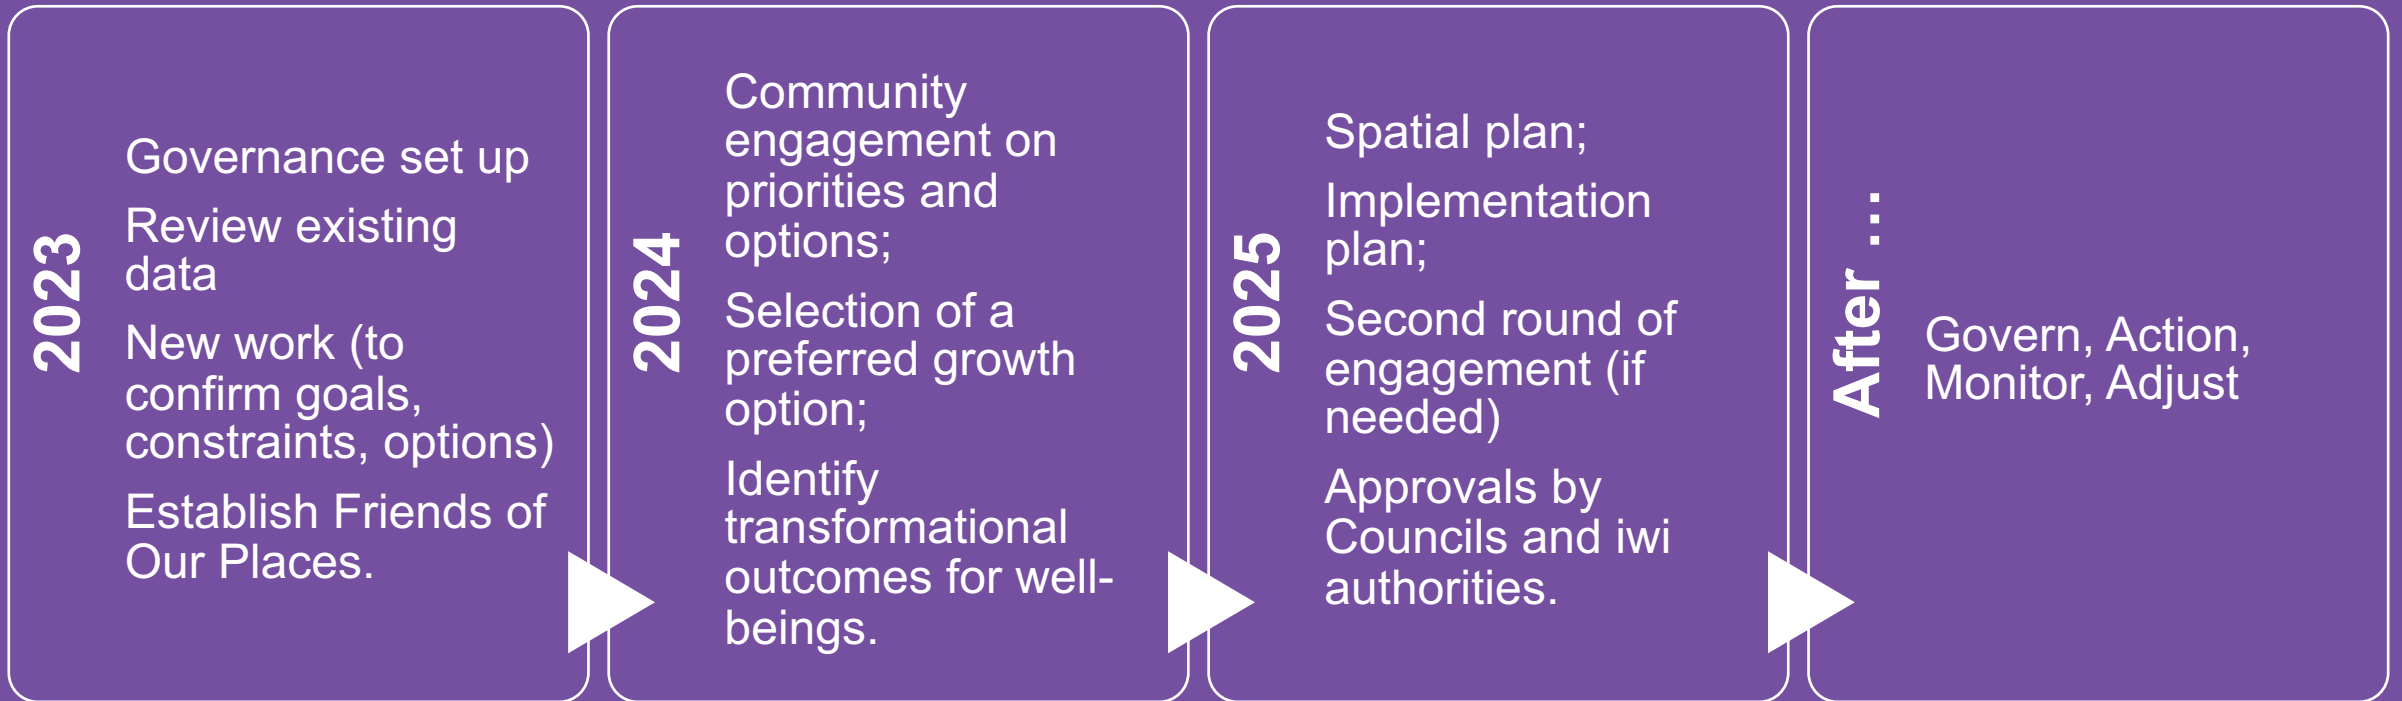 2023
Governance set up
Review existing
data
New work (to
confirm goals,
constraints, options)
Establish Friends of
Our Places.
2024
Community
engagement on
priorities and
options;
Selection of a
preferred growth
option;
Identify
transformational
outcomes for well-
beings.
2025
Spatial plan;
Implementation
plan;
Second round of
engagement (if
needed)
Approvals by
Councils and iwi
authorities.
After ...
Govern, Action,
Monitor, Adjust